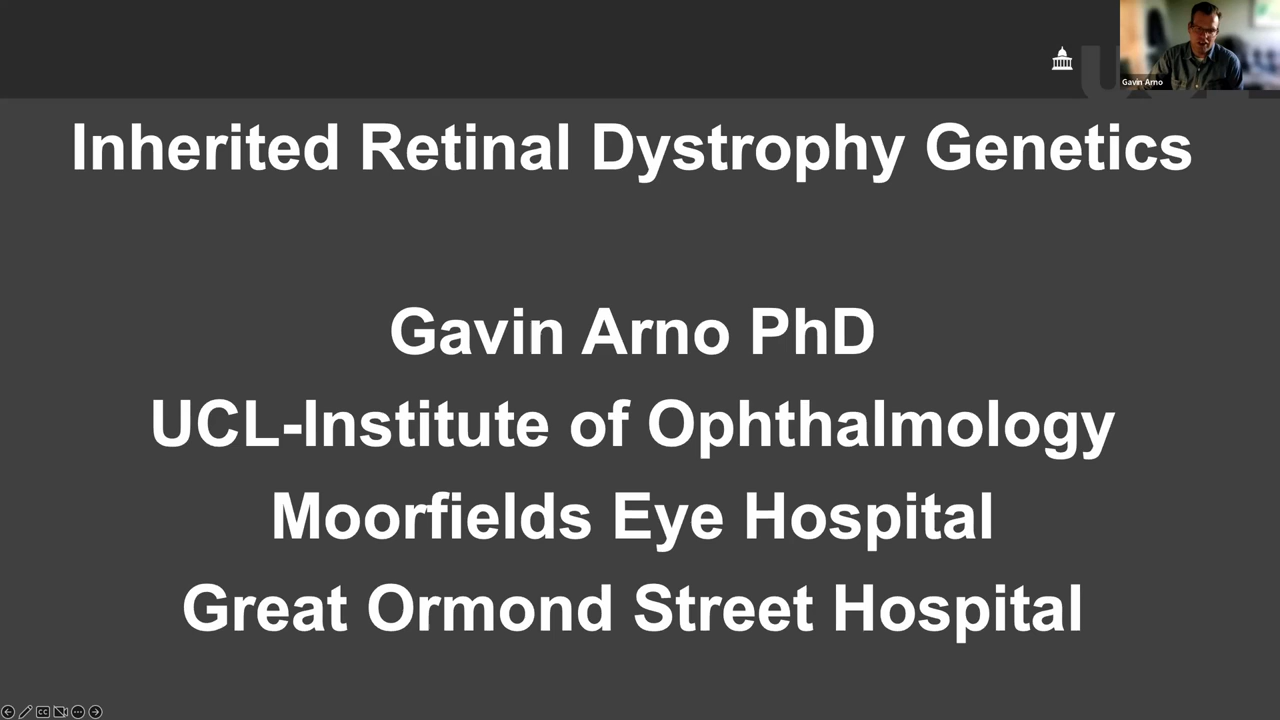 Gavin Arno
Inherited Retinal Dystrophy Genetics
Gavin Arno PhD
UCL-Institute of Ophthalmology
Moorfields Eye Hospital
Great Ormond Street Hospital